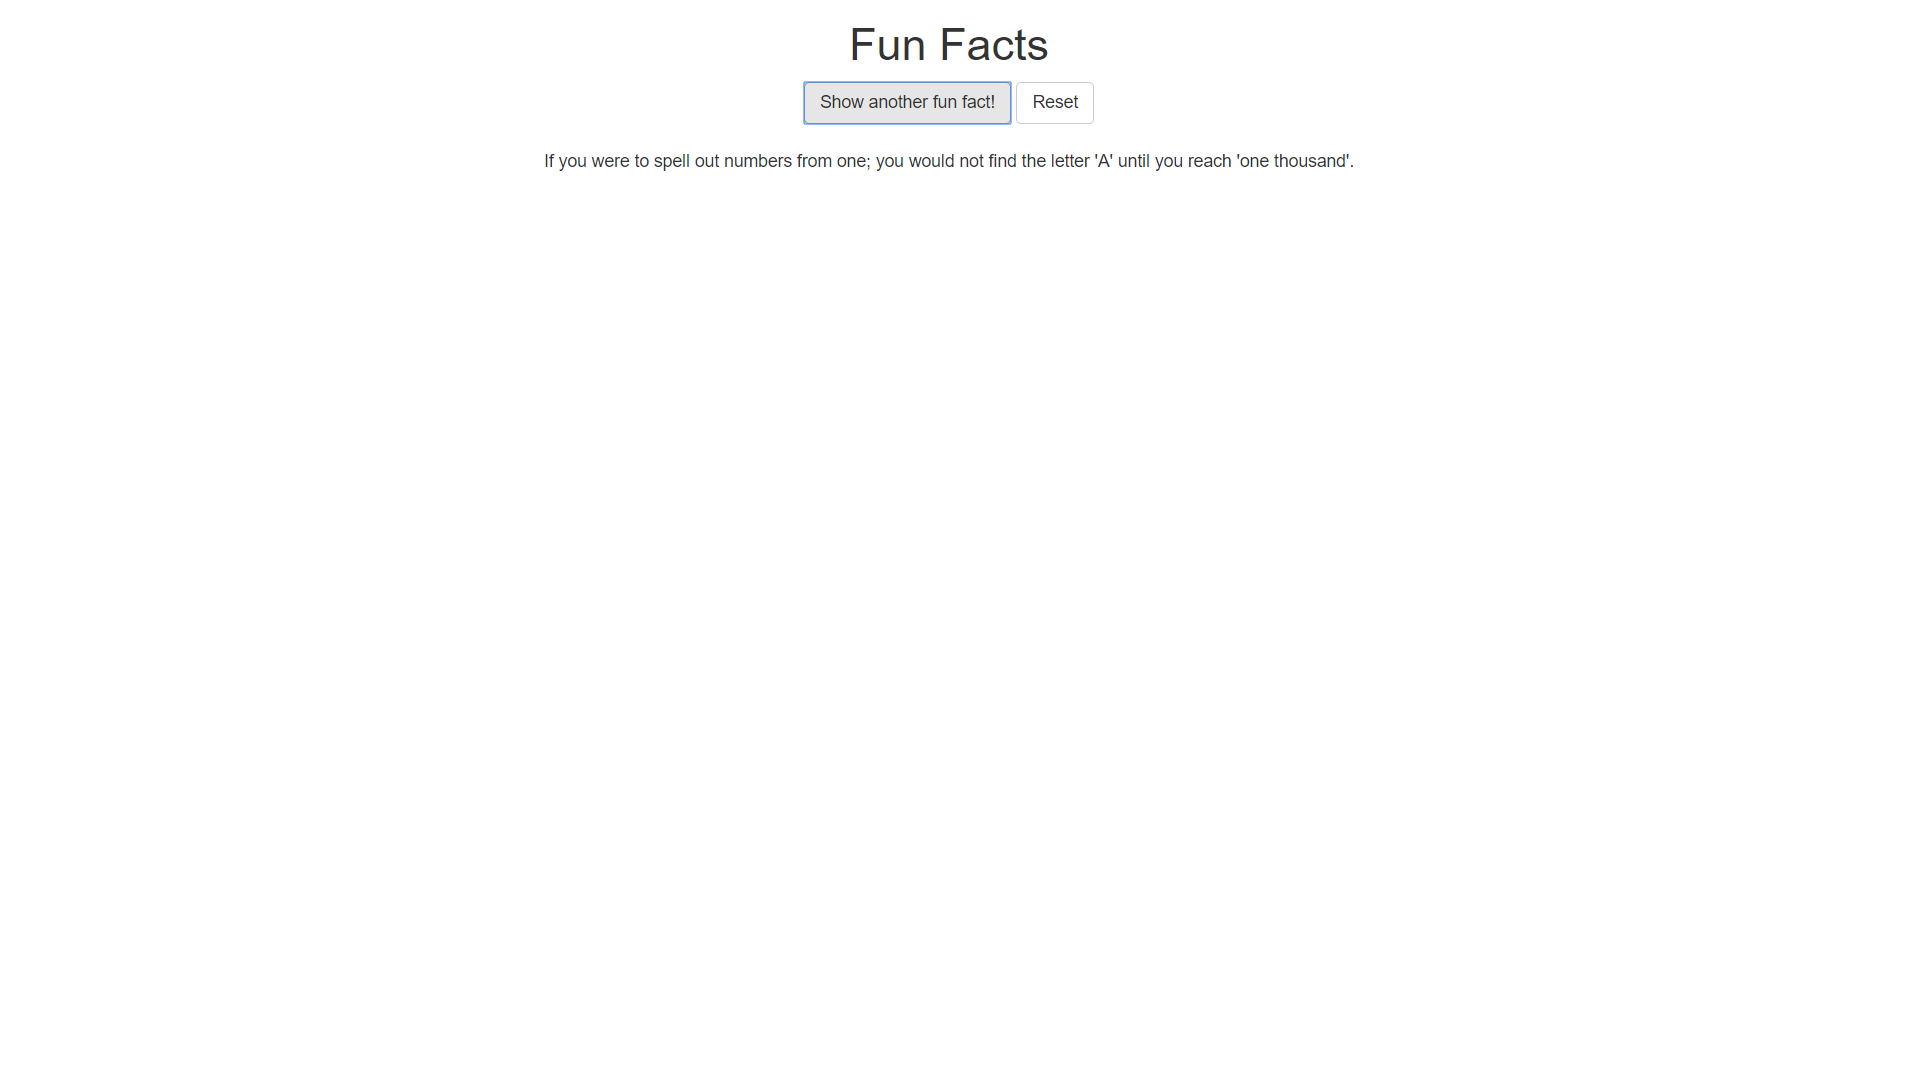 Fun Facts
Show another fun fact! Reset
If you were to spell out numbers from one; you would not find the letter 'A' until you reach 'one thousand'.